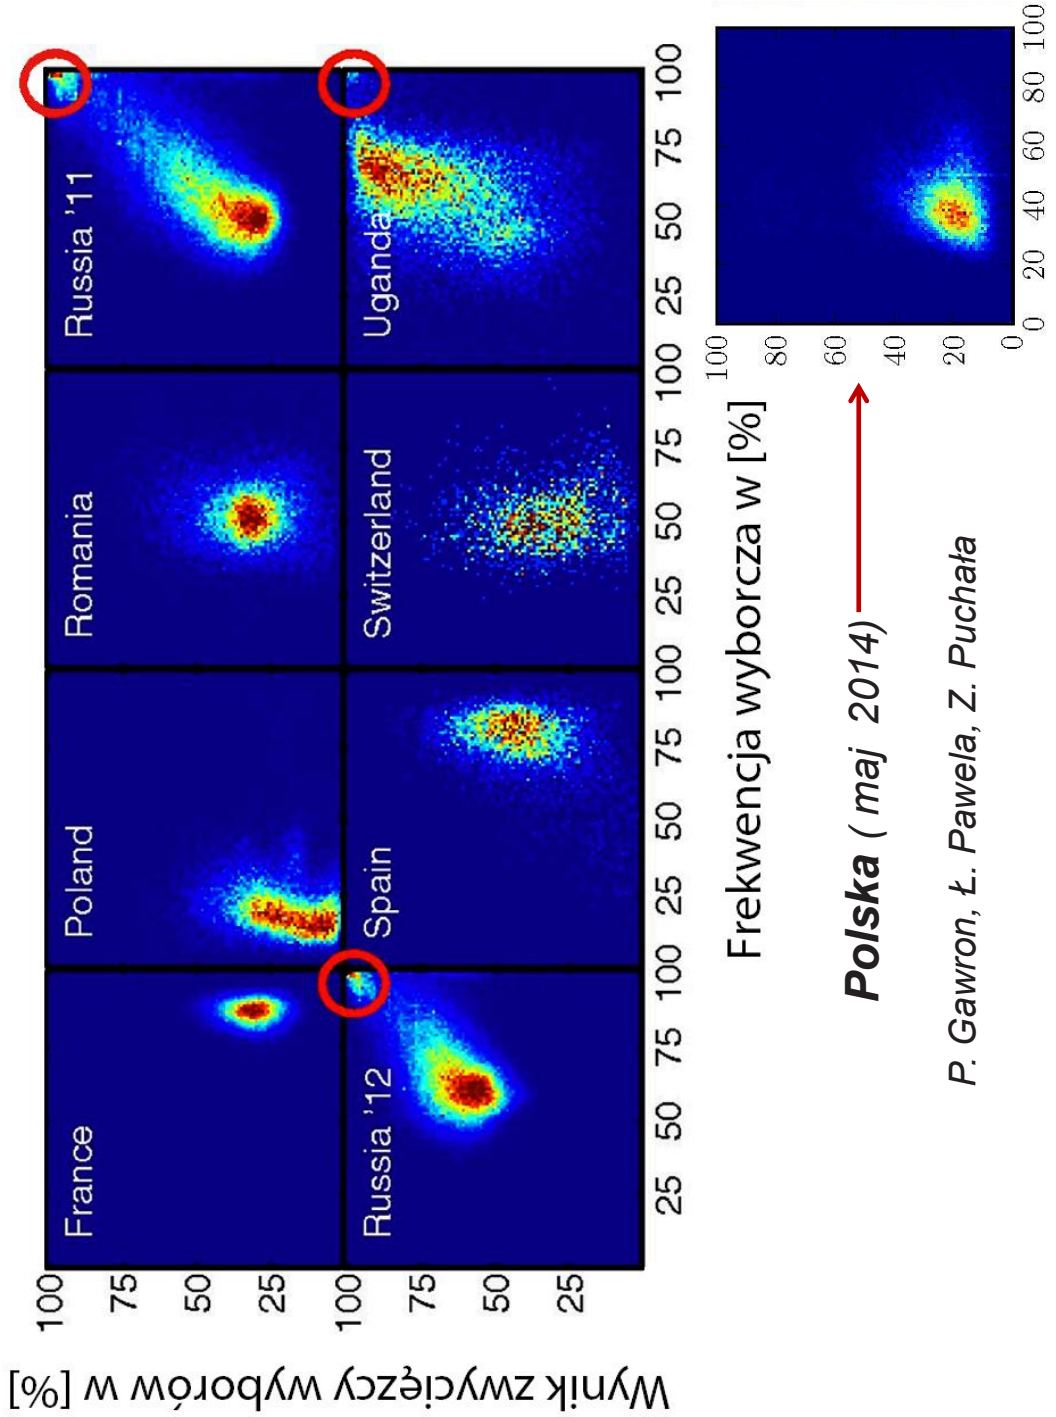 Wynik zwycięzcy wyborów w [%]
100
75
50
25
100
75
50
25
France
Poland
Romania
Russia '11
Russia '12
Spain
Switzerland
Uganda
25 50 75 100 25 50 75 100 25 50 75 100 25 50 75 100
Frekwencja wyborcza w [%]
Polska ( maj 2014)
P. Gawron, Ł. Pawela, Z. Puchała
100
80
60
40
20
0
0 20 40 60 80 100